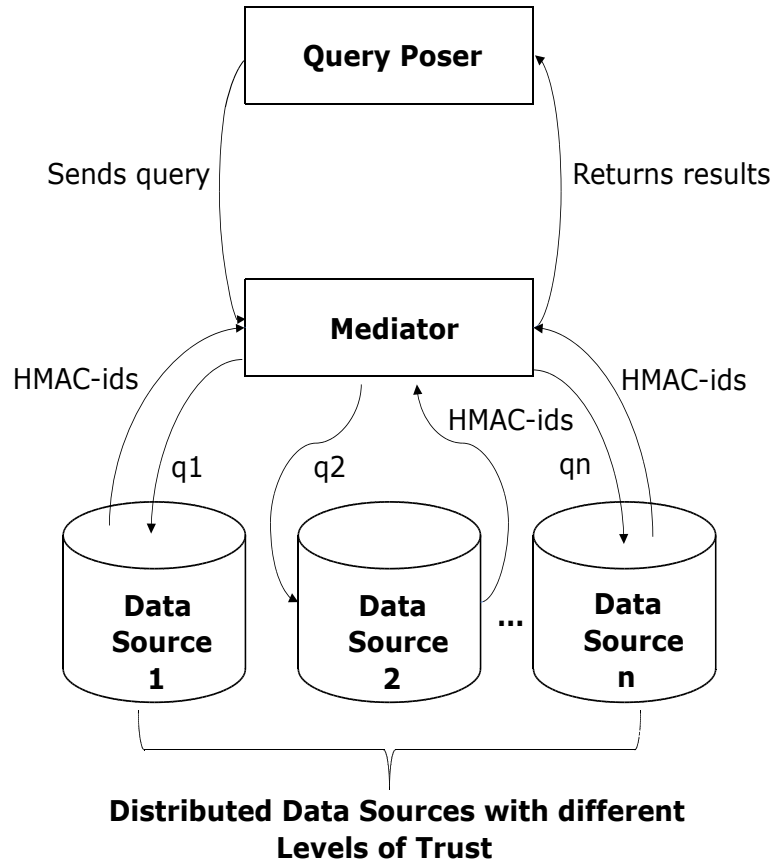 Query Poser
Sends query
Returns results
Mediator
HMAC-ids
HMAC-ids
HMAC-ids
q1
q2
qn
Data
Source
1
Data
Source
2
...
Data
Source
n
Distributed Data Sources with different
Levels of Trust